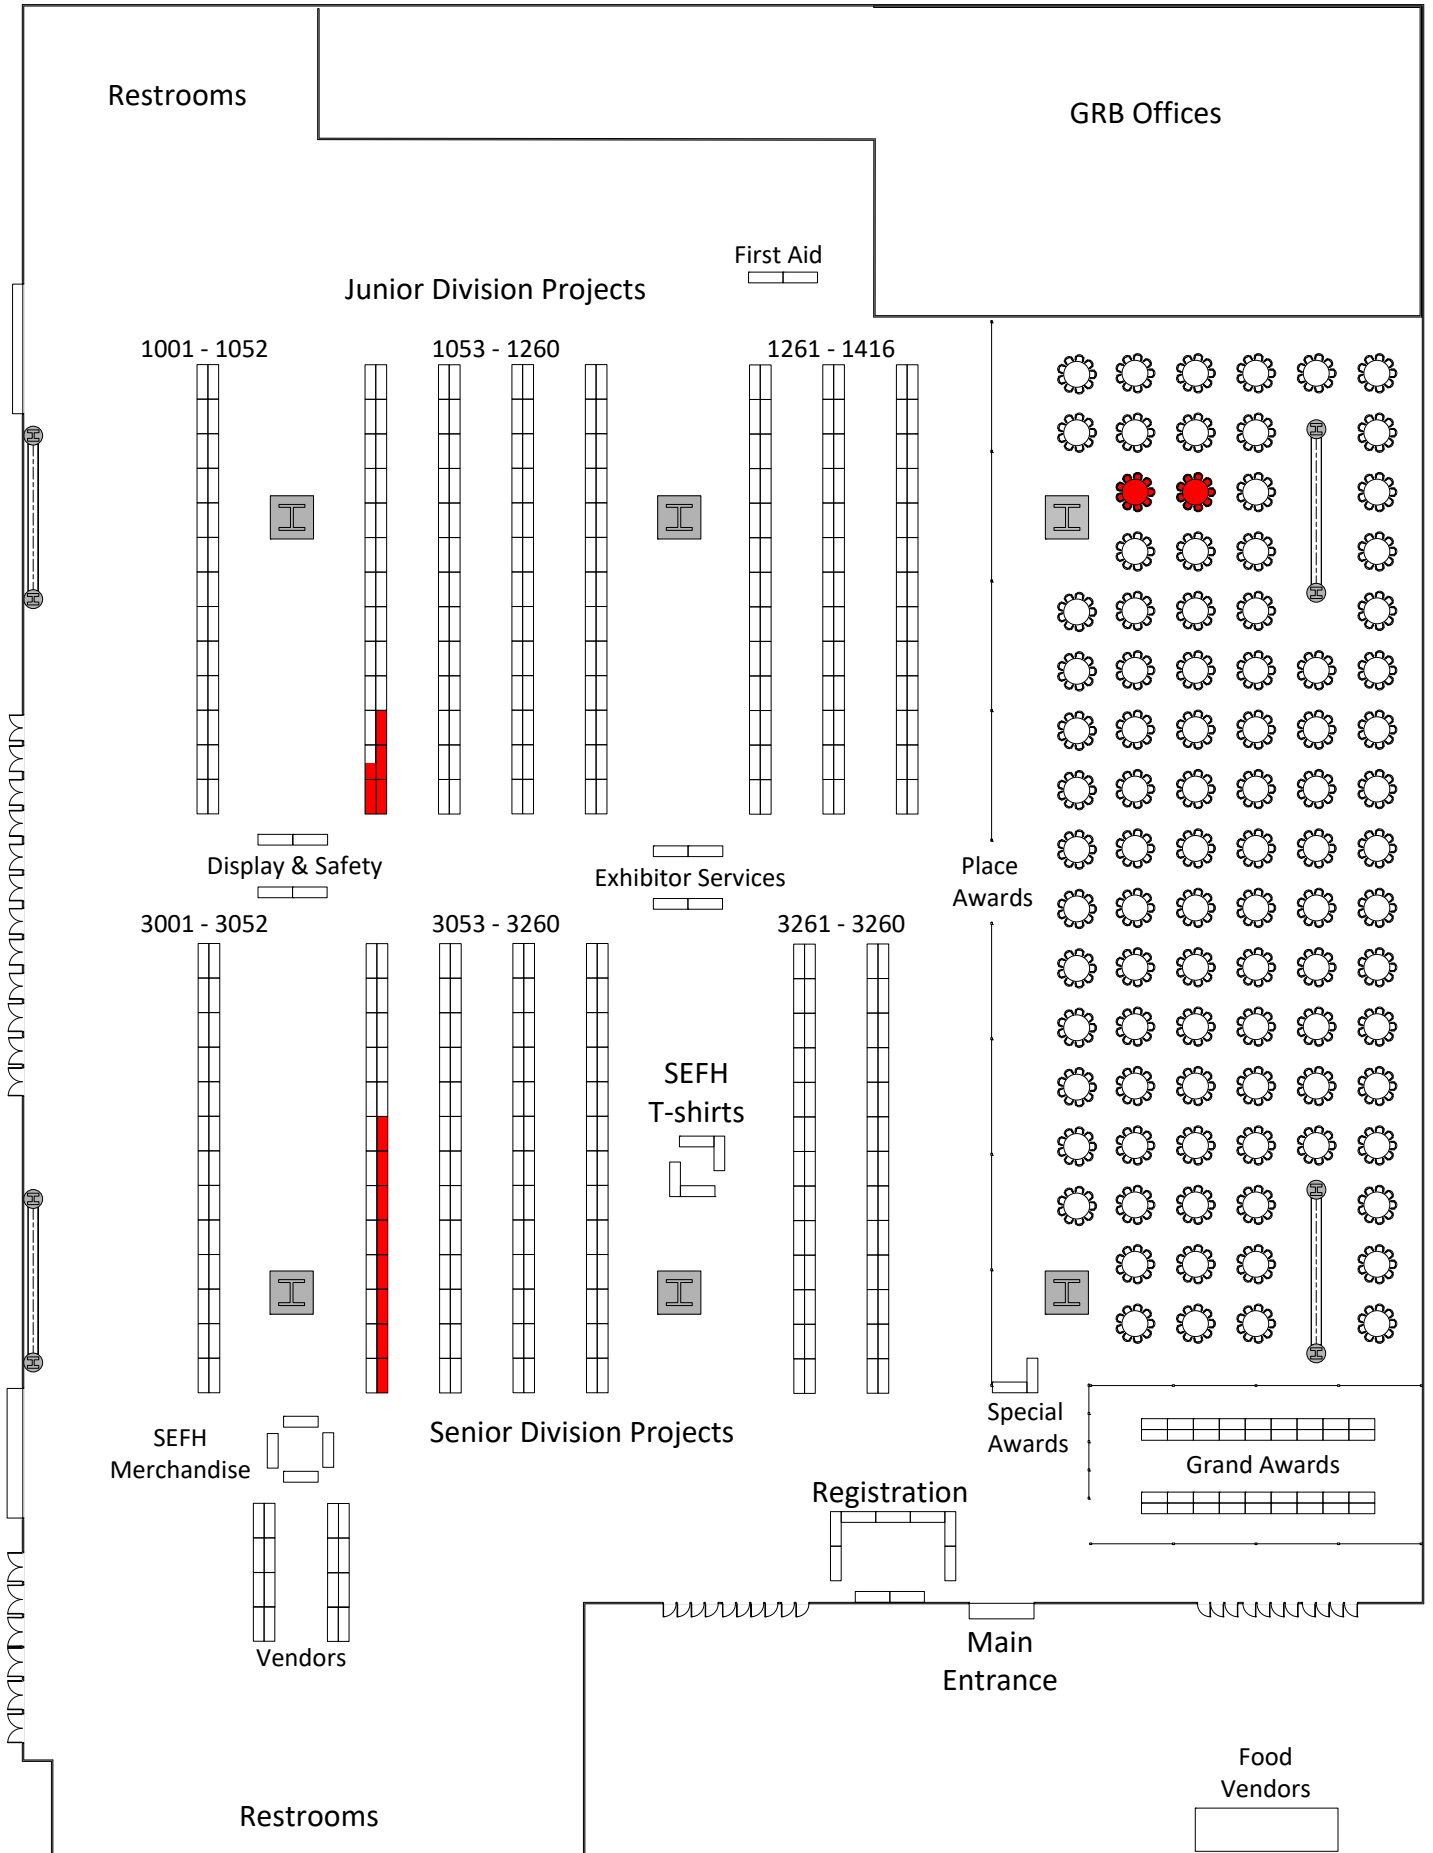 Restrooms
GRB Offices
First Aid
Junior Division Projects
1001 - 1052
1053 - 1260
1261 - 1416
Display & Safety
Exhibitor Services
Place
Awards
3001 - 3052
3053 - 3260
3261 - 3260
SEFH
T-shirts
Special
Awards
Senior Division Projects
SEFH
Merchandise
Grand Awards
Registration
Vendors
Main
Entrance
Food
Vendors
Restrooms